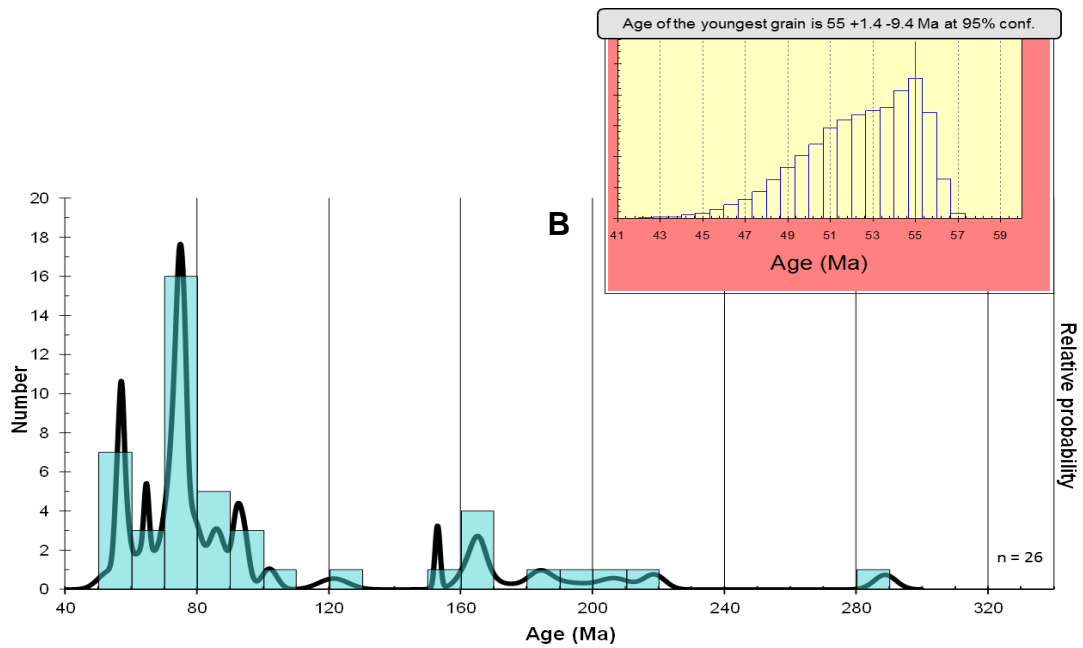 Age of the youngest grain is 55 +1.4 -9.4 Ma at 95% conf.
41 43 45 47 49 51 53 55 57 59
Age (Ma)
B
20
18
16
14
12
10
8
6
4
2
0
Number
Relative probability
n = 26
40 80 120 160 200 240 280 320
Age (Ma)